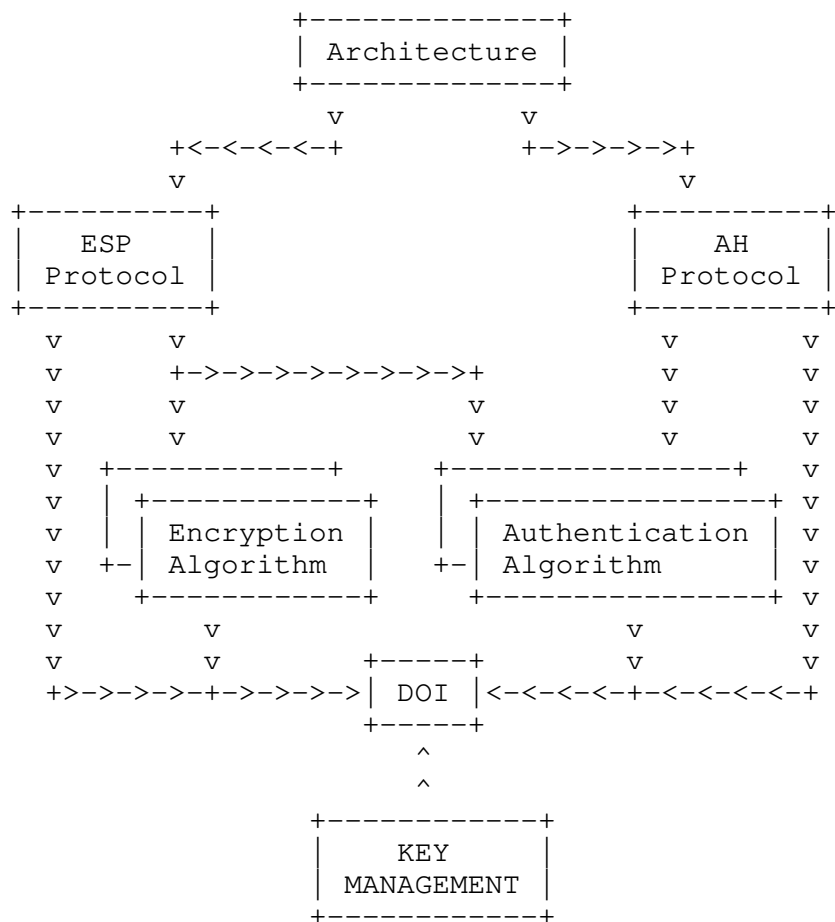 Architecture
ESP
Protocol
AH
Protocol
Encryption
Algorithm
Authentication
Algorithm
DOI
KEY
MANAGEMENT